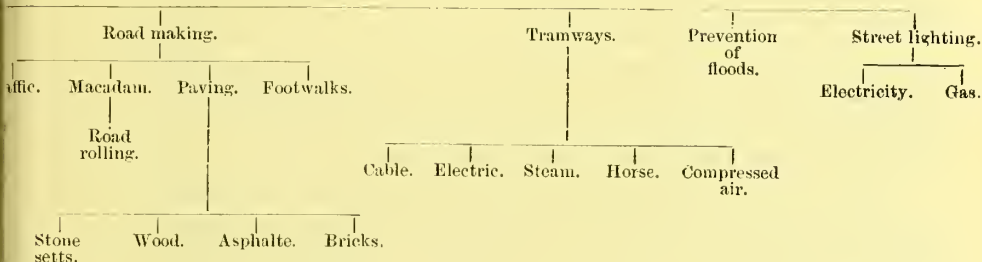 Road making. Tramways. Prevention of floods. Street lighting.
affic. Macadam. Paving. Footwalks. Electricity. Gas.
Road rolling.
Cable. Electric. Steam. Horse. Compressed air.
Stone setts. Wood. Asphalte. Bricks.